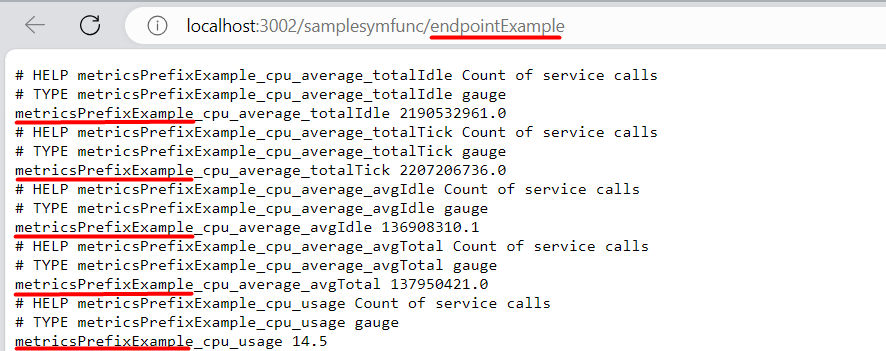 localhost:3002/samplesymfunc/endpointExample
# HELP metricsPrefixExample_cpu_average_totalIdle Count of service calls
# TYPE metricsPrefixExample_cpu_average_totalIdle gauge
metricsPrefixExample_cpu_average_totalIdle 2190532961.0
# HELP metricsPrefixExample_cpu_average_totalTick Count of service calls
# TYPE metricsPrefixExample_cpu_average_totalTick gauge
metricsPrefixExample_cpu_average_totalTick 2207206736.0
# HELP metricsPrefixExample_cpu_average_avgIdle Count of service calls
# TYPE metricsPrefixExample_cpu_average_avgIdle gauge
metricsPrefixExample_cpu_average_avgIdle 136908310.1
# HELP metricsPrefixExample_cpu_average_avgTotal Count of service calls
# TYPE metricsPrefixExample_cpu_average_avgTotal gauge
metricsPrefixExample_cpu_average_avgTotal 137950421.0
# HELP metricsPrefixExample_cpu_usage Count of service calls
# TYPE metricsPrefixExample_cpu_usage gauge
metricsPrefixExample_cpu_usage 14.5